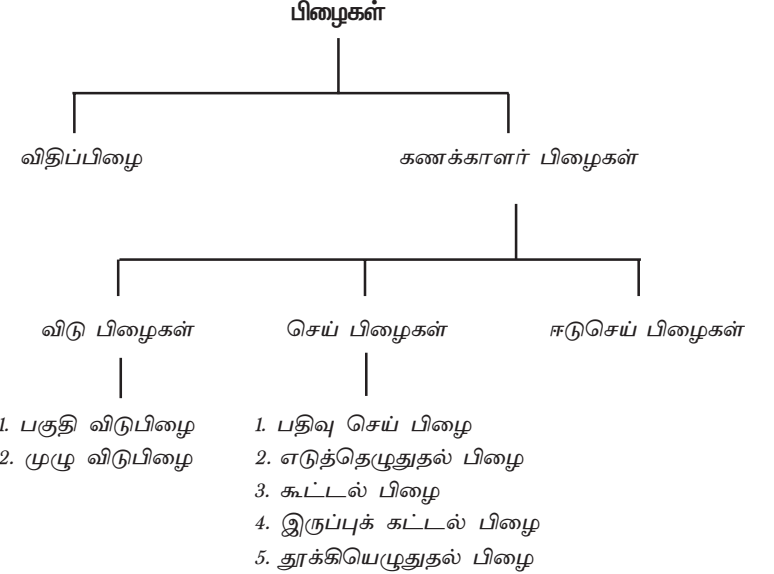 பிழைகள்
விதிப்பிழை
கணக்காளர் பிழைகள்
விடு பிழைகள்
செய் பிழைகள்
ஈடுசெய் பிழைகள்
1. பகுதி விடுபிழை
2. முழு விடுபிழை
1. பதிவு செய் பிழை
2. எடுத்தெழுதுதல் பிழை
3. கூட்டல் பிழை
4. இருப்புக் கட்டல் பிழை
5. தூக்கியெழுதுதல் பிழை